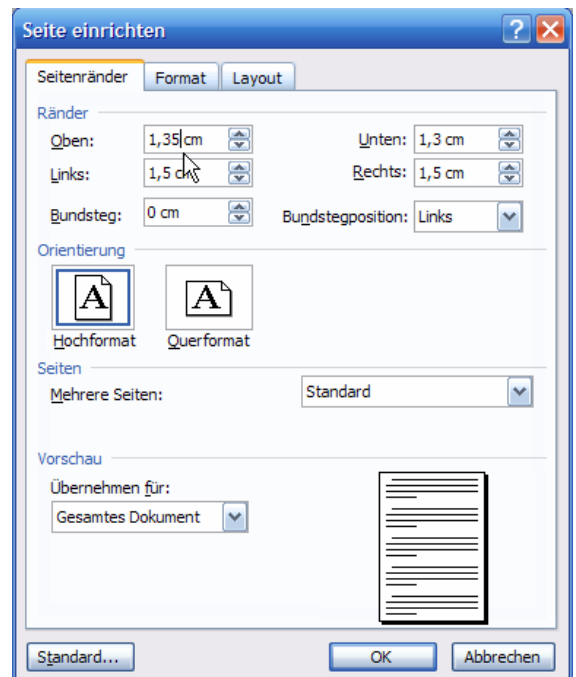 Seite einrichten
Seitenränder Format Layout
Ränder
Oben: 1,35 cm Unten: 1,3 cm
Links: 1,5 cm Rechts: 1,5 cm
Bundsteg: 0 cm Bundstegposition: Links
Orientierung
A A
Hochformat Querformat
Seiten
Mehrere Seiten: Standard
Vorschau
Übernehmen für:
Gesamtes Dokument
Standard... OK Abbrechen